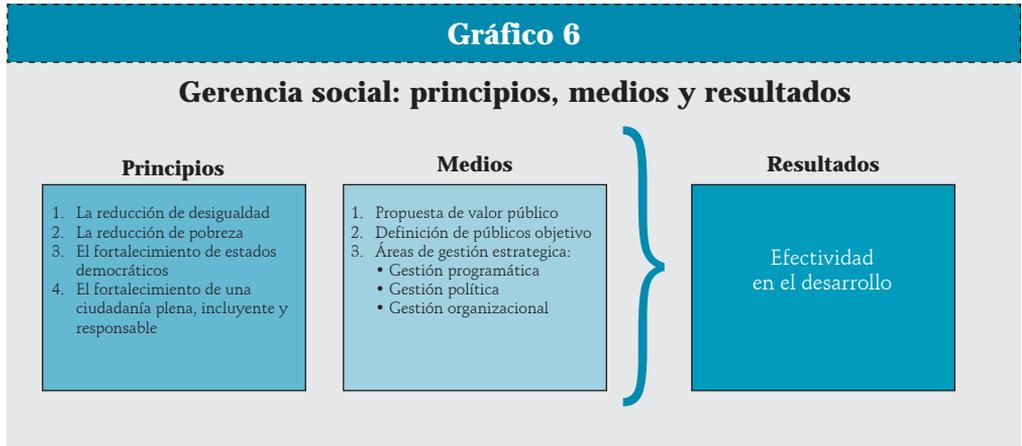 Gráfico 6
Gerencia social: principios, medios y resultados
Principios
1. La reducción de desigualdad
2. La reducción de pobreza
3. El fortalecimiento de estados
democráticos
4. El fortalecimiento de una
ciudadanía plena, incluyente y
responsable
Medios
1. Propuesta de valor público
2. Definición de públicos objetivo
3. Áreas de gestión estrategica:
• Gestión programática
• Gestión política
• Gestión organizacional
Resultados
Efectividad
en el desarrollo